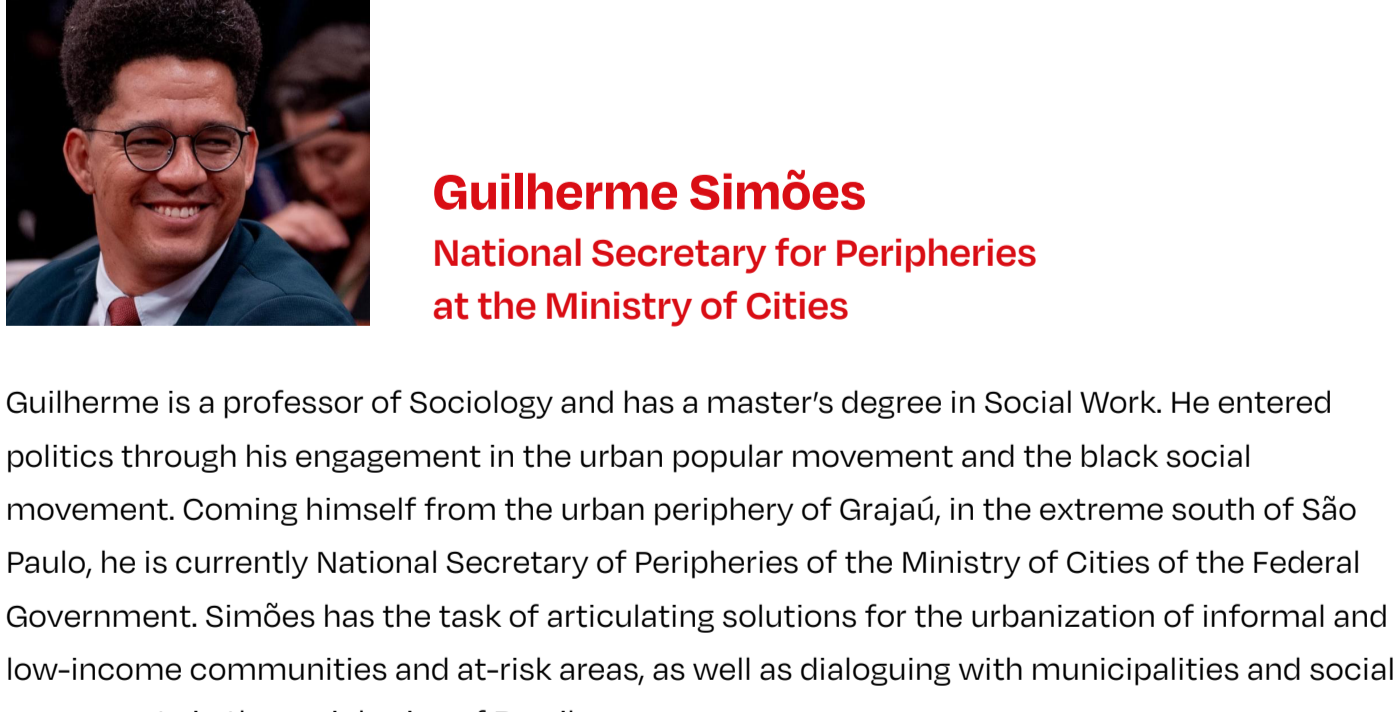 Guilherme Simões
National Secretary for Peripheries
at the Ministry of Cities
Guilherme is a professor of Sociology and has a master’s degree in Social Work. He entered
politics through his engagement in the urban popular movement and the black social
movement. Coming himself from the urban periphery of Grajaú, in the extreme south of São
Paulo, he is currently National Secretary of Peripheries of the Ministry of Cities of the Federal
Government. Simões has the task of articulating solutions for the urbanization of informal and
low-income communities and at-risk areas, as well as dialoguing with municipalities and social